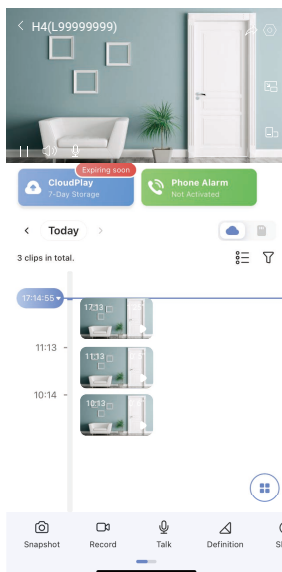 H4(L99999999)
Expiring soon
CloudPlay
7-Day Storage
Phone Alarm
Not Activated
Today
3 clips in total.
17:14:55
17:13
11:13
11:13
10:14
10:13
Snapshot
Record
Talk
Definition